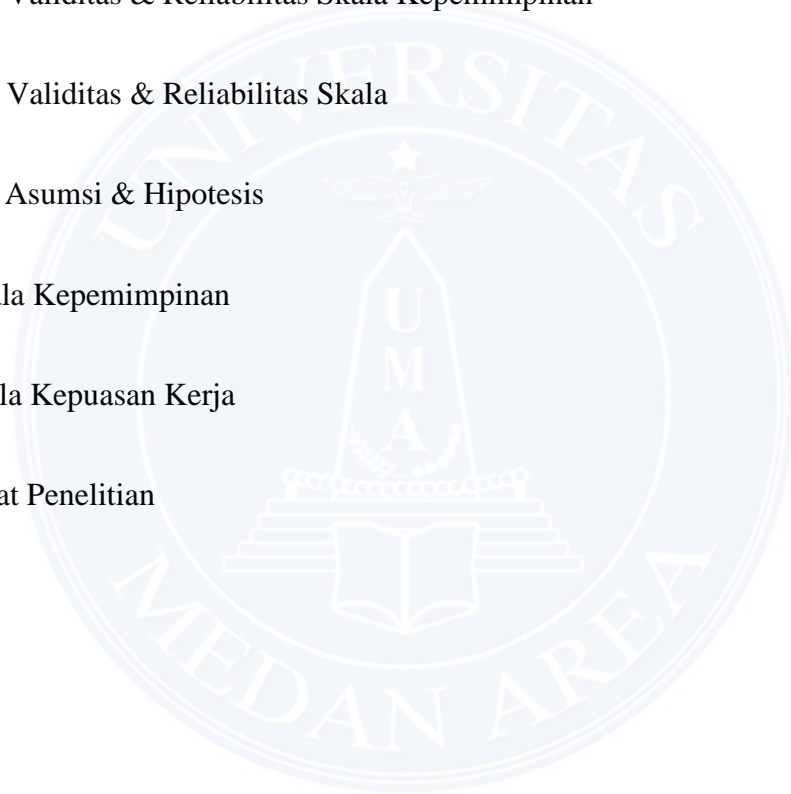 Validitas & Reliabilitas Skala Kepemimpinan
Validitas & Reliabilitas Skala
Asumsi & Hipotesis
la Kepemimpinan
la Kepuasan Kerja
at Penelitian
UNIVERSITAS
UMA
MEDAN AREA